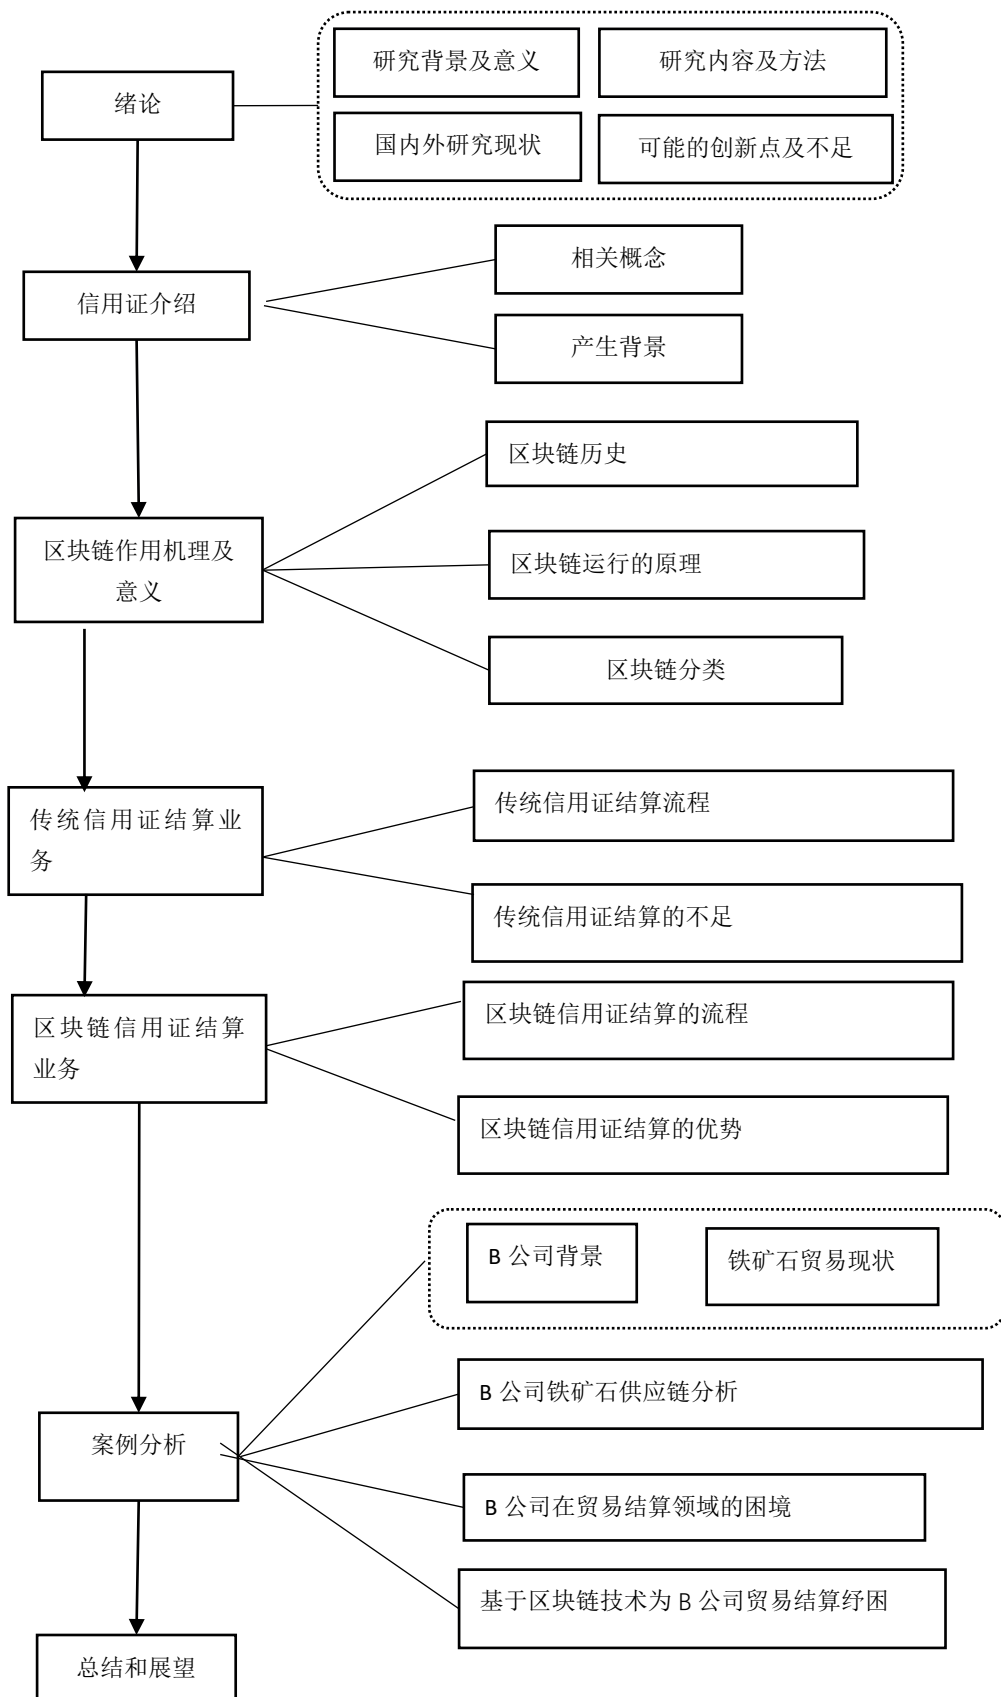 研究背景及意义
研究内容及方法
绪论
国内外研究现状
可能的创新点及不足
相关概念
信用证介绍
产生背景
区块链历史
区块链作用机理及
意义
区块链运行的原理
区块链分类
传统信用证结算流程
传统信用证结算业
务
传统信用证结算的不足
区块链信用证结算的流程
区块链信用证结算
业务
区块链信用证结算的优势
B 公司背景
铁矿石贸易现状
B 公司铁矿石供应链分析
案例分析
B 公司在贸易结算领域的困境
基于区块链技术为 B 公司贸易结算纾困
总结和展望